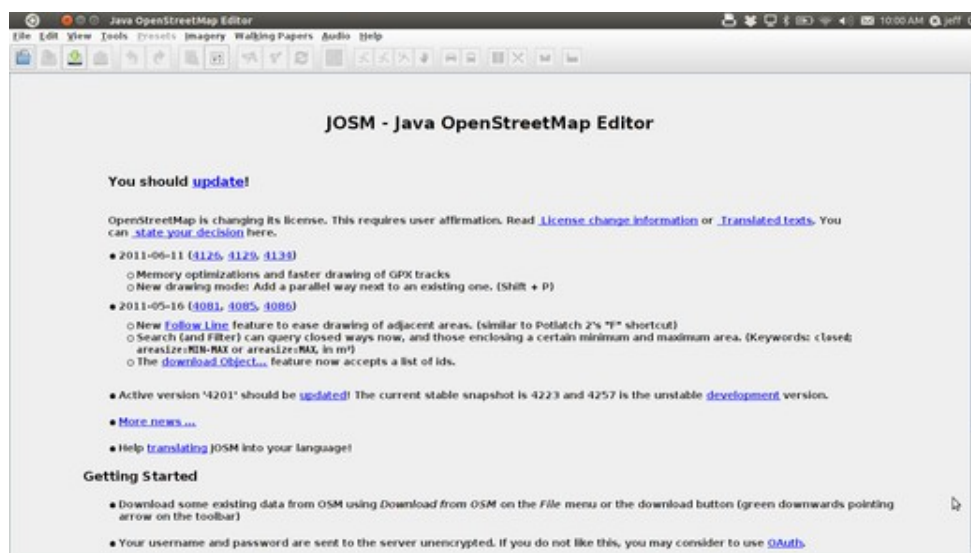 Java OpenStreetMap Editor
10:00 AM jeff
File Edit View Tools Presets Imagery Walking Papers Audio Help
JOSM - Java OpenStreetMap Editor
You should update!
OpenStreetMap is changing its license. This requires user affirmation. Read License change information or Translated texts. You
can state your decision here.
2011-06-11 (4126, 4129, 4134)
Memory optimizations and faster drawing of GPX tracks
New drawing mode: Add a parallel way next to an existing one. (Shift + P)
2011-05-16 (4081, 4085, 4086)
New Follow Line feature to ease drawing of adjacent areas. (similar to Potlatch 2's "F" shortcut)
Search (and Filter) can query closed ways now, and those enclosing a certain minimum and maximum area. (Keywords: closed;
areasize:MIN-MAX or areasize:MAX, in m²)
The download Object... feature now accepts a list of ids.
Active version '4201' should be updated! The current stable snapshot is 4223 and 4257 is the unstable development version.
More news ...
Help translating JOSM into your language!
Getting Started
Download some existing data from OSM using Download from OSM on the File menu or the download button (green downwards pointing
arrow on the toolbar)
Your username and password are sent to the server unencrypted. If you do not like this, you may consider to use OAuth.